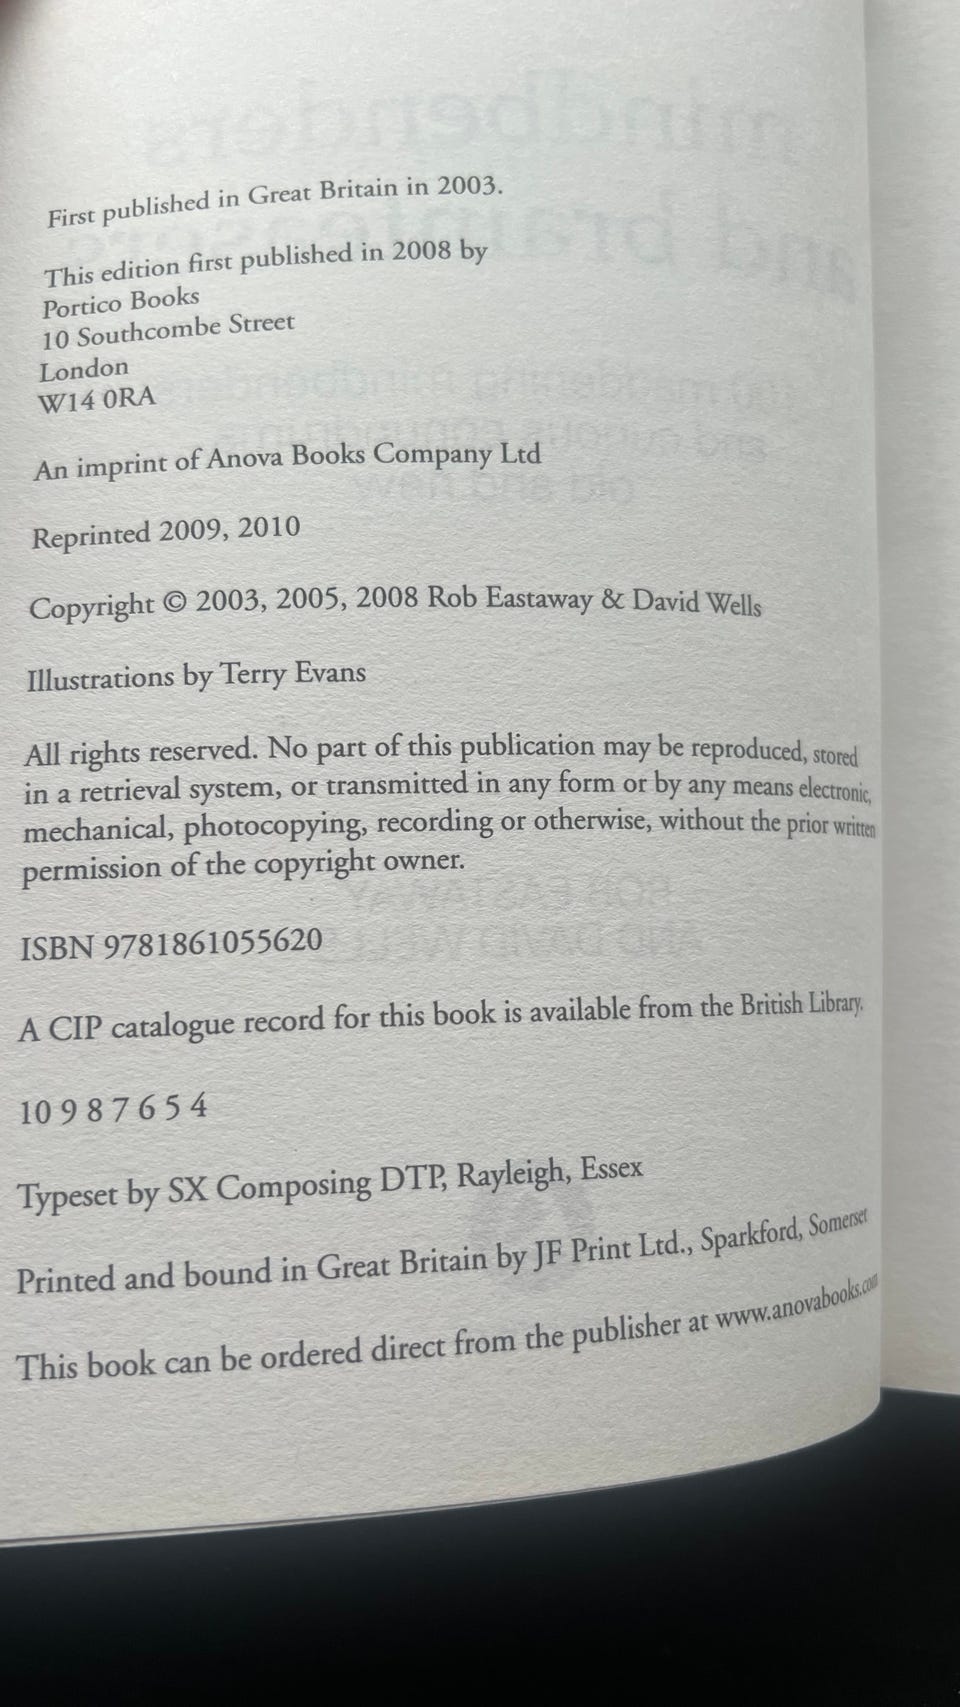 First published in Great Britain in 2003.
This edition first published in 2008 by
Portico Books
10 Southcombe Street
London
W14 0RA
An imprint of Anova Books Company Ltd
Reprinted 2009, 2010
Copyright © 2003, 2005, 2008 Rob Eastaway & David Wells
Illustrations by Terry Evans
All rights reserved. No part of this publication may be reproduced, stored
in a retrieval system, or transmitted in any form or by any means electronic,
mechanical, photocopying, recording or otherwise, without the prior written
permission of the copyright owner.
ISBN 9781861055620
A CIP catalogue record for this book is available from the British Library.
10 9 8 7 6 5 4
Typeset by SX Composing DTP, Rayleigh, Essex
Printed and bound in Great Britain by JF Print Ltd., Sparkford, Somerset
This book can be ordered direct from the publisher at www.anovabooks.com